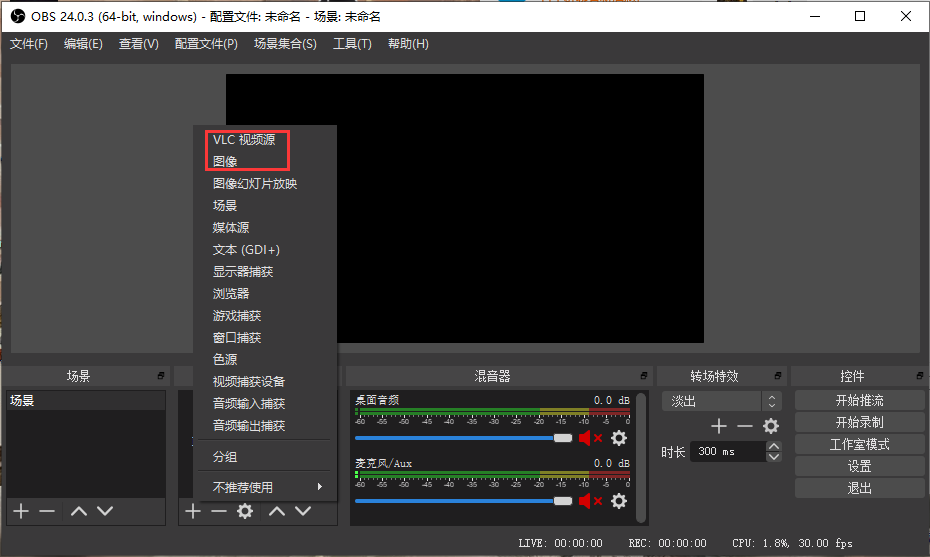 OBS 24.0.3 (64-bit, windows) - 配置文件: 未命名 - 场景: 未命名
文件(F) 编辑(E) 查看(V) 配置文件(P) 场景集合(S) 工具(T) 帮助(H)
VLC 视频源
图像
图像幻灯片放映
场景
媒体源
文本 (GDI+)
显示器捕获
浏览器
游戏捕获
窗口捕获
色源
视频捕获设备
音频输入捕获
音频输出捕获
分组
不推荐使用
场景
场景
混音器
桌面音频 0.0 dB
-60 -55 -50 -45 -40 -35 -30 -25 -20 -15 -10 -5 0
麦克风/Aux 0.0 dB
-60 -55 -50 -45 -40 -35 -30 -25 -20 -15 -10 -5 0
转场特效
淡出
时长 300 ms
控件
开始推流
开始录制
工作室模式
设置
退出
LIVE: 00:00:00 REC: 00:00:00 CPU: 1.8%, 30.00 fps